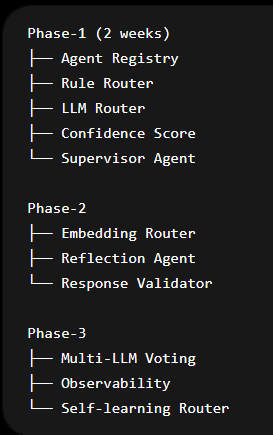 Phase-1 (2 weeks)
├── Agent Registry
├── Rule Router
├── LLM Router
├── Confidence Score
└── Supervisor Agent

Phase-2
├── Embedding Router
├── Reflection Agent
└── Response Validator

Phase-3
├── Multi-LLM Voting
├── Observability
└── Self-learning Router